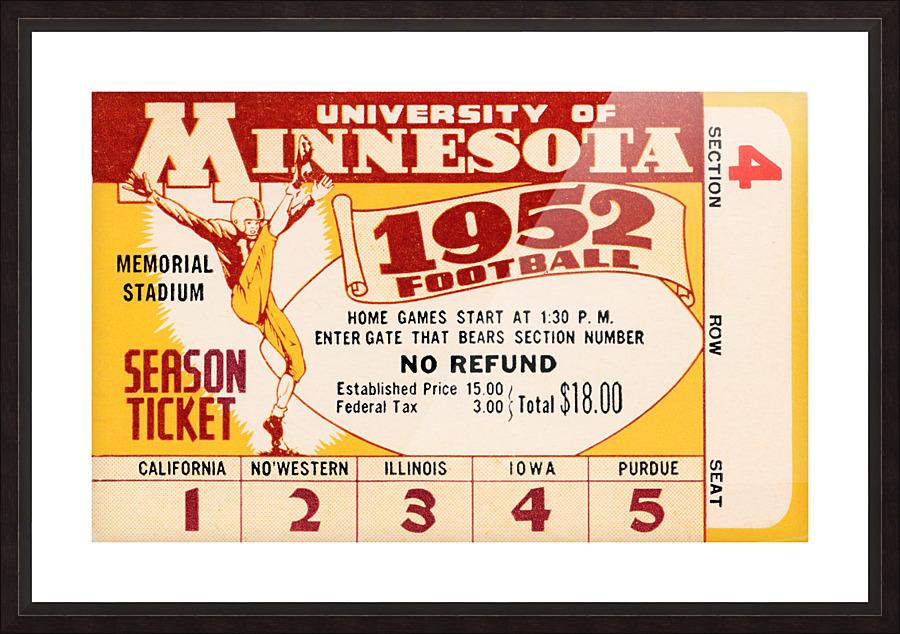 UNIVERSITY OF
MINNESOTA
1952
FOOTBALL
MEMORIAL
STADIUM
HOME GAMES START AT 1:30 P. M.
ENTER GATE THAT BEARS SECTION NUMBER
NO REFUND
Established Price 15.00
Federal Tax 3.00
Total $18.00
SEASON
TICKET
CALIFORNIA NO'WESTERN ILLINOIS IOWA PURDUE
1 2 3 4 5
SECTION 4
ROW
SEAT